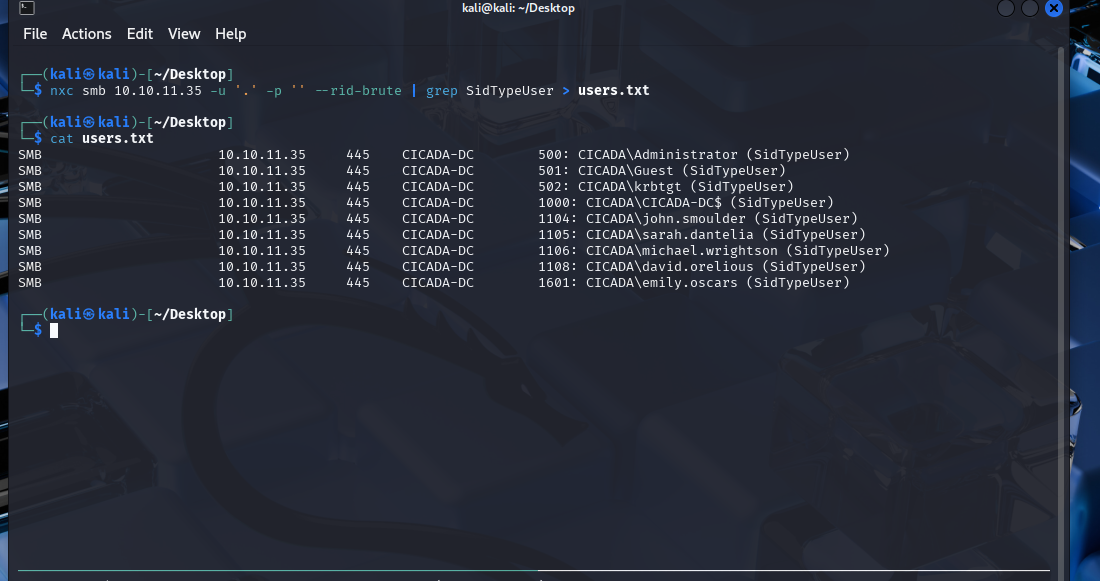 kali@kali: ~/Desktop
File Actions Edit View Help
┌──(kali㉿kali)-[~/Desktop]
└─$ nxc smb 10.10.11.35 -u '.' -p '' --rid-brute | grep SidTypeUser > users.txt
┌──(kali㉿kali)-[~/Desktop]
└─$ cat users.txt
SMB 10.10.11.35 445 CICADA-DC 500: CICADA\Administrator (SidTypeUser)
SMB 10.10.11.35 445 CICADA-DC 501: CICADA\Guest (SidTypeUser)
SMB 10.10.11.35 445 CICADA-DC 502: CICADA\krbtgt (SidTypeUser)
SMB 10.10.11.35 445 CICADA-DC 1000: CICADA\CICADA-DC$ (SidTypeUser)
SMB 10.10.11.35 445 CICADA-DC 1104: CICADA\john.smoulder (SidTypeUser)
SMB 10.10.11.35 445 CICADA-DC 1105: CICADA\sarah.dantelia (SidTypeUser)
SMB 10.10.11.35 445 CICADA-DC 1106: CICADA\michael.wrightson (SidTypeUser)
SMB 10.10.11.35 445 CICADA-DC 1108: CICADA\david.orelious (SidTypeUser)
SMB 10.10.11.35 445 CICADA-DC 1601: CICADA\emily.oscars (SidTypeUser)
┌──(kali㉿kali)-[~/Desktop]
└─$